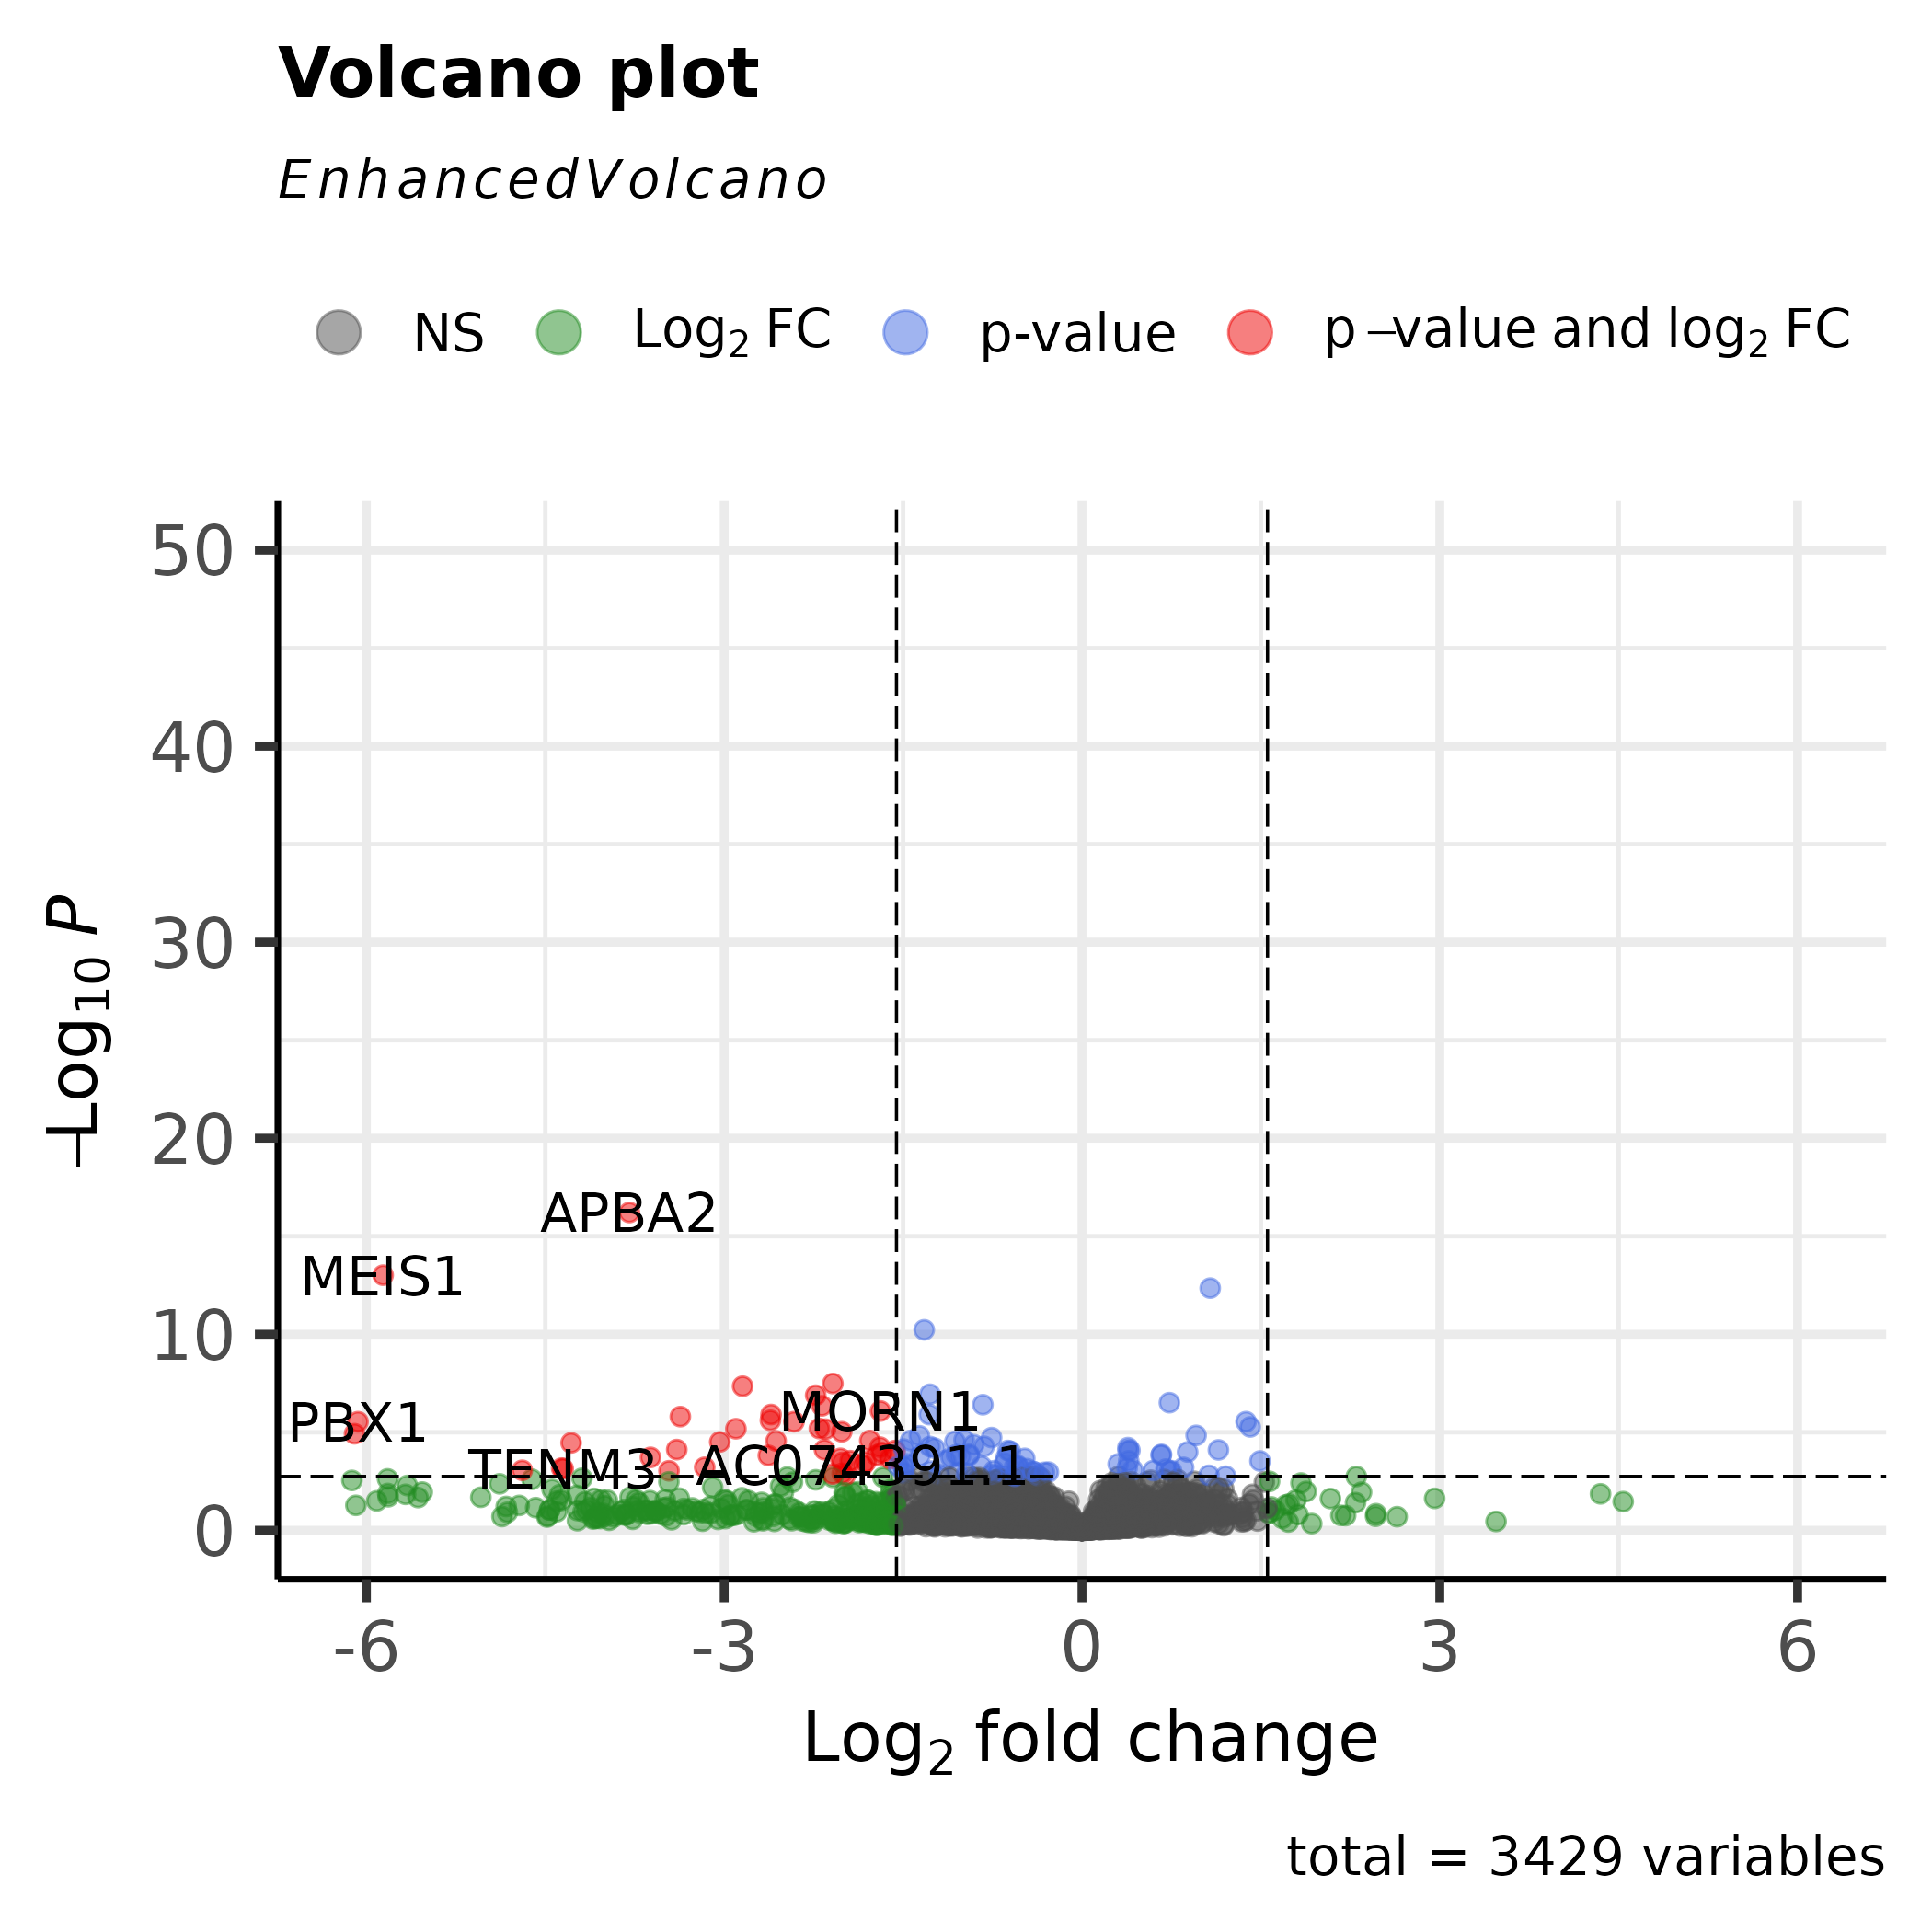 Volcano plot
EnhancedVolcano
NS Log₂ FC p-value p−value and log₂ FC
50
40
30
20
10
0
−Log₁₀ P
APBA2
MEIS1
MORN1
PBX1
TENM3 AC074391.1
-6 -3 0 3 6
Log₂ fold change
total = 3429 variables